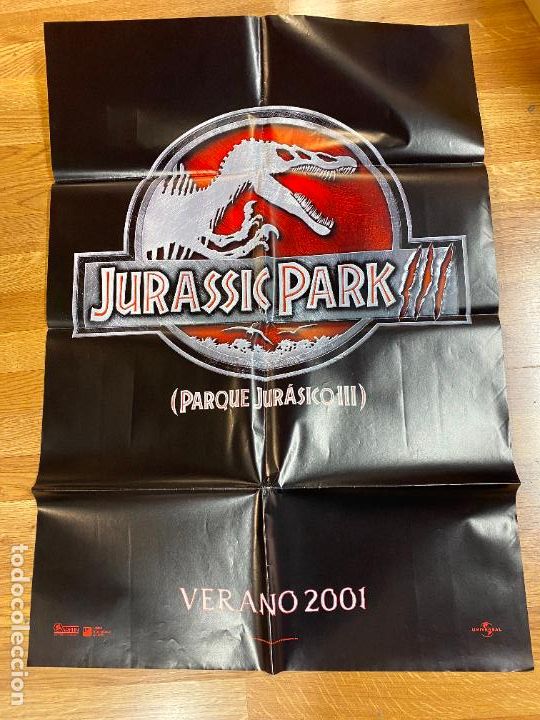 JURASSIC PARK III
(PARQUE JURÁSICO III)
VERANO 2001
UNIVERSAL
todocoleccion